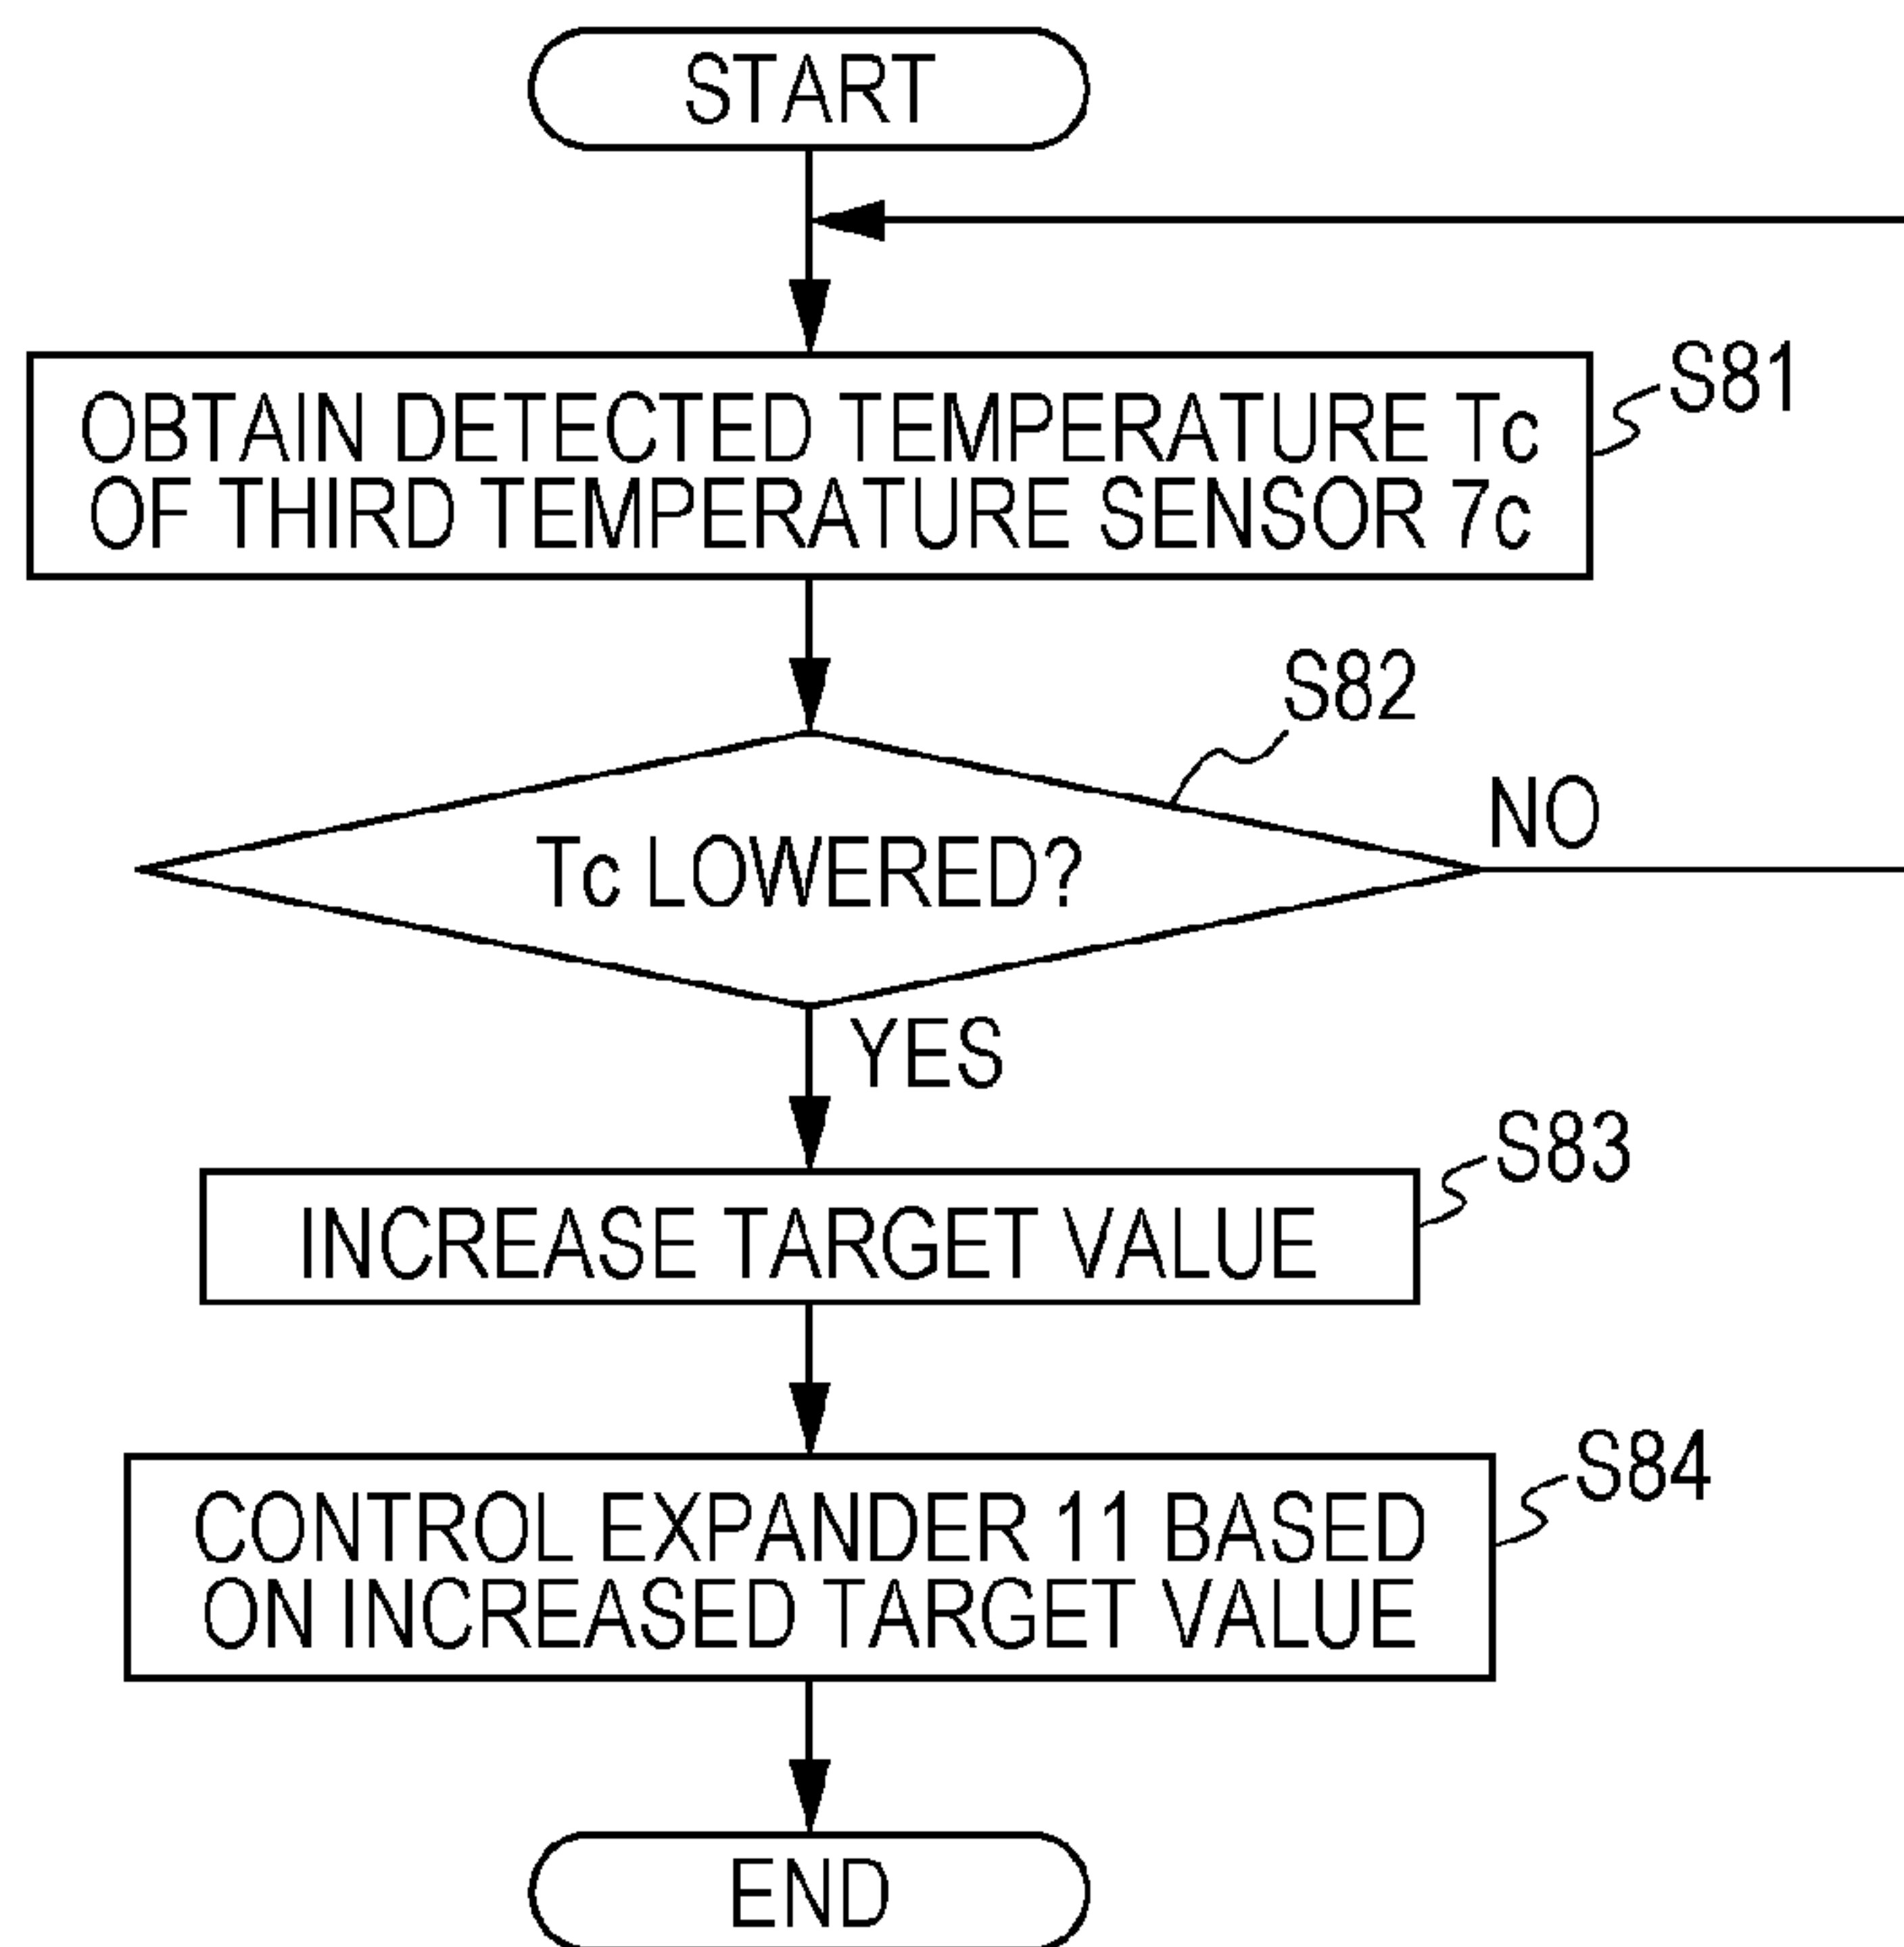 START
OBTAIN DETECTED TEMPERATURE Tc
OF THIRD TEMPERATURE SENSOR 7c
S81
S82
Tc LOWERED?
NO
YES
S83
INCREASE TARGET VALUE
S84
CONTROL EXPANDER 11 BASED
ON INCREASED TARGET VALUE
END